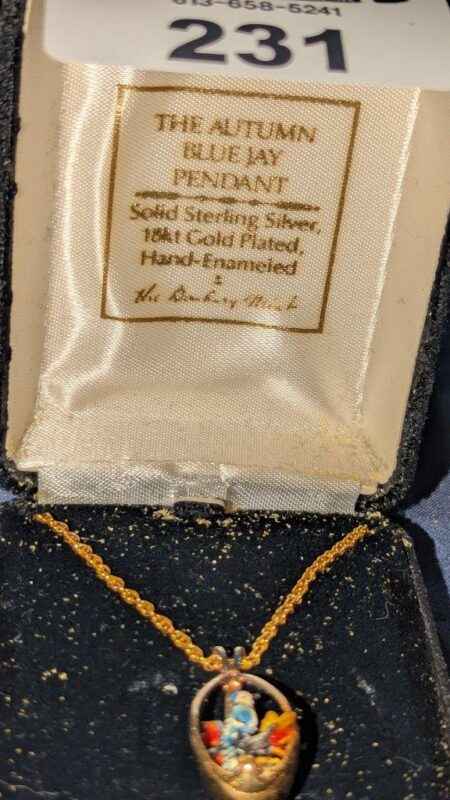 613-658-5241
231
THE AUTUMN
BLUE JAY
PENDANT
Solid Sterling Silver,
18kt Gold Plated,
Hand-Enameled
The Danbury Mint